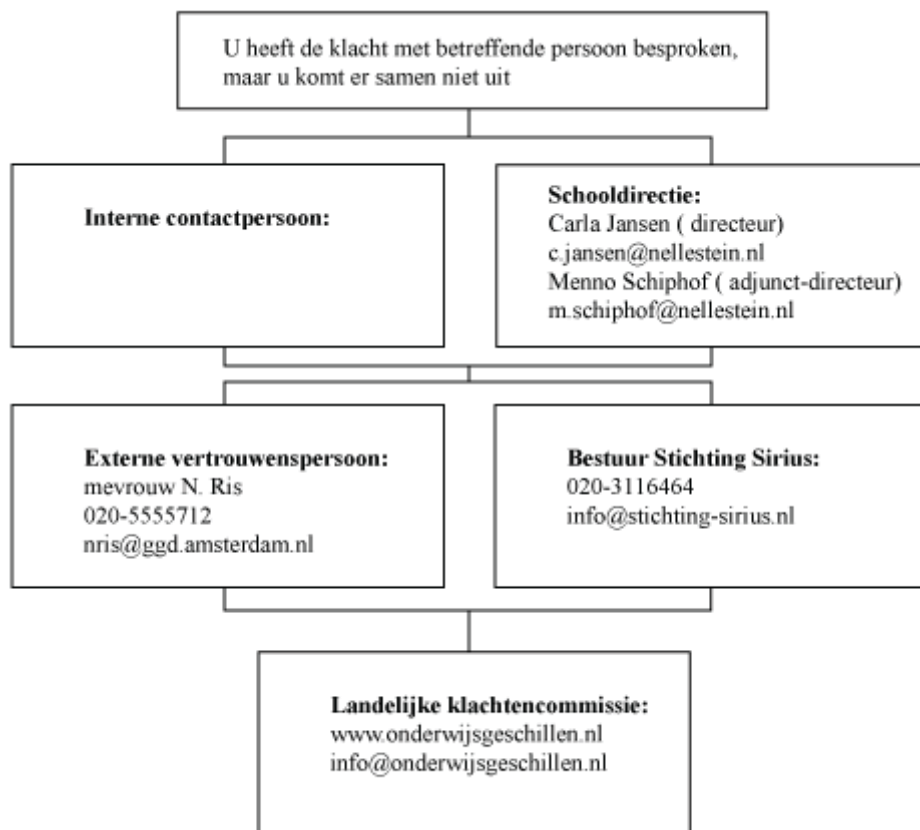 U heeft de klacht met betreffende persoon besproken,
maar u komt er samen niet uit
Interne contactpersoon:
Schooldirectie:
Carla Jansen ( directeur)
c.jansen@nellestein.nl
Menno Schiphof ( adjunct-directeur)
m.schiphof@nellestein.nl
Externe vertrouwenspersoon:
mevrouw N. Ris
020-5555712
nris@ggd.amsterdam.nl
Bestuur Stichting Sirius:
020-3116464
info@stichting-sirius.nl
Landelijke klachtencommissie:
www.onderwijsgeschillen.nl
info@onderwijsgeschillen.nl